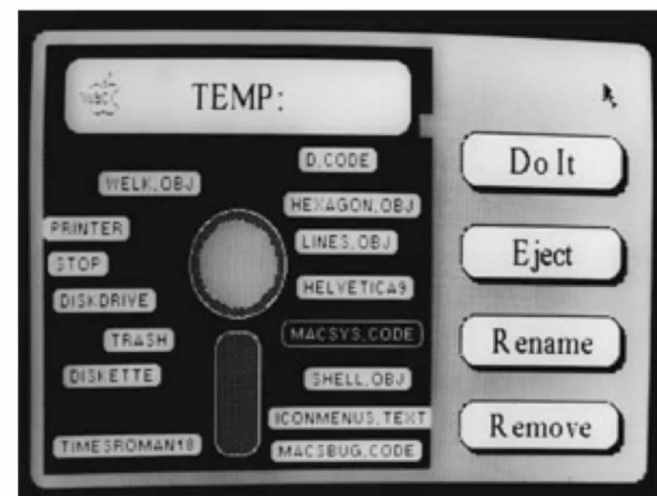 TEMP:
D.CODE
WELK.OBJ
HEXAGON.OBJ
PRINTER
LINES.OBJ
STOP
HELVETICA9
DISKDRIVE
MACSYS.CODE
TRASH
DISKETTE
SHELL.OBJ
ICONMENUS.TEXT
TIMESROMAN18
MACSBUG.CODE
Do It
Eject
Rename
Remove